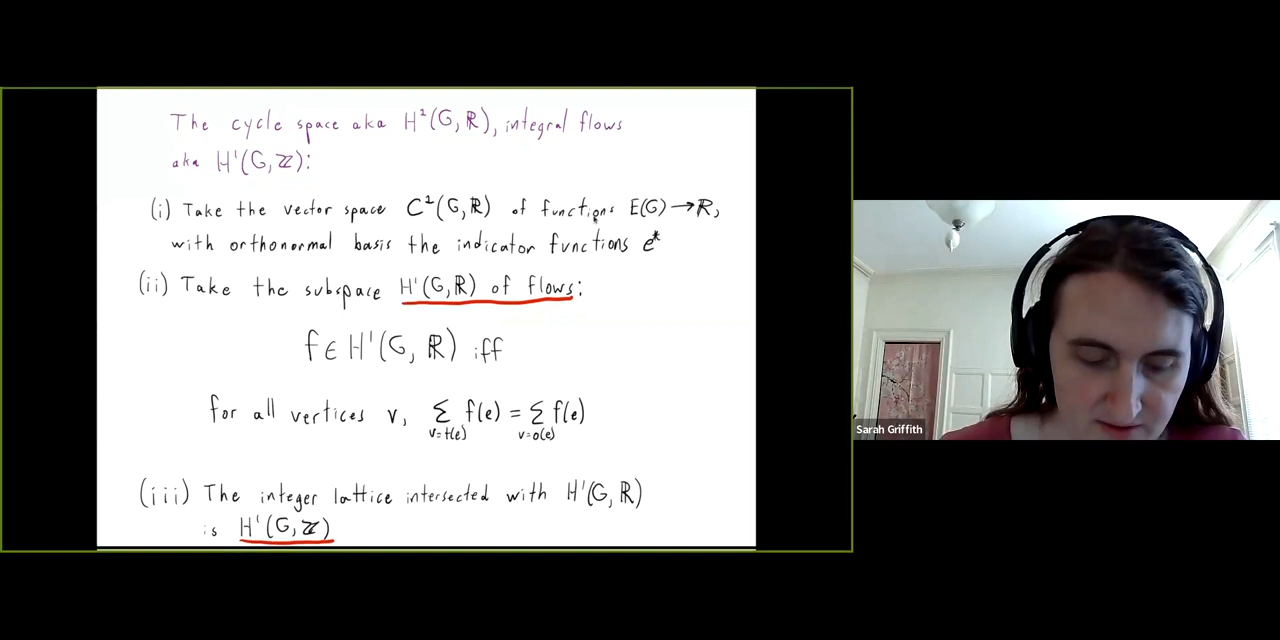 The cycle space aka H¹(G, ℝ), integral flows
aka H¹(G, ℤ):
(i) Take the vector space C¹(G, ℝ) of functions E(G) → ℝ,
with orthonormal basis the indicator functions e*
(ii) Take the subspace H¹(G, ℝ) of flows:
f ∈ H¹(G, ℝ) iff
for all vertices v, Σ f(e) = Σ f(e)
v=t(e) v=o(e)
(iii) The integer lattice intersected with H¹(G, ℝ)
is H¹(G, ℤ)
Sarah Griffith